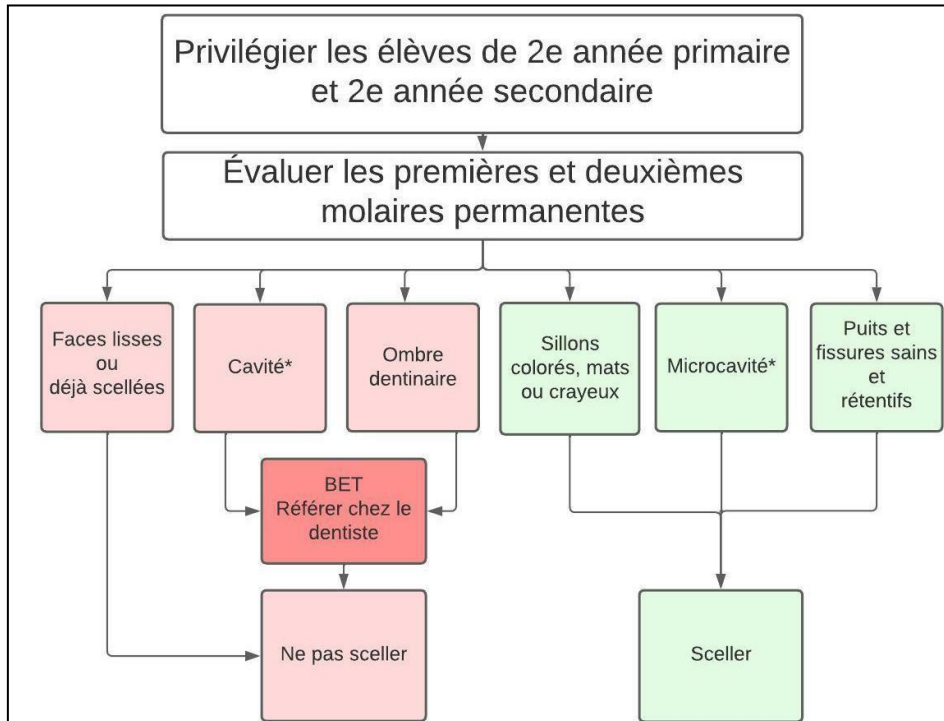 Privilégier les élèves de 2e année primaire
et 2e année secondaire
Évaluer les premières et deuxièmes
molaires permanentes
Faces lisses
ou
déjà scellées
Cavité*
Ombre
dentinaire
Sillons
colorés, mats
ou crayeux
Microcavité*
Puits et
fissures sains
et
rétentifs
BET
Référer chez le
dentiste
Ne pas sceller
Sceller